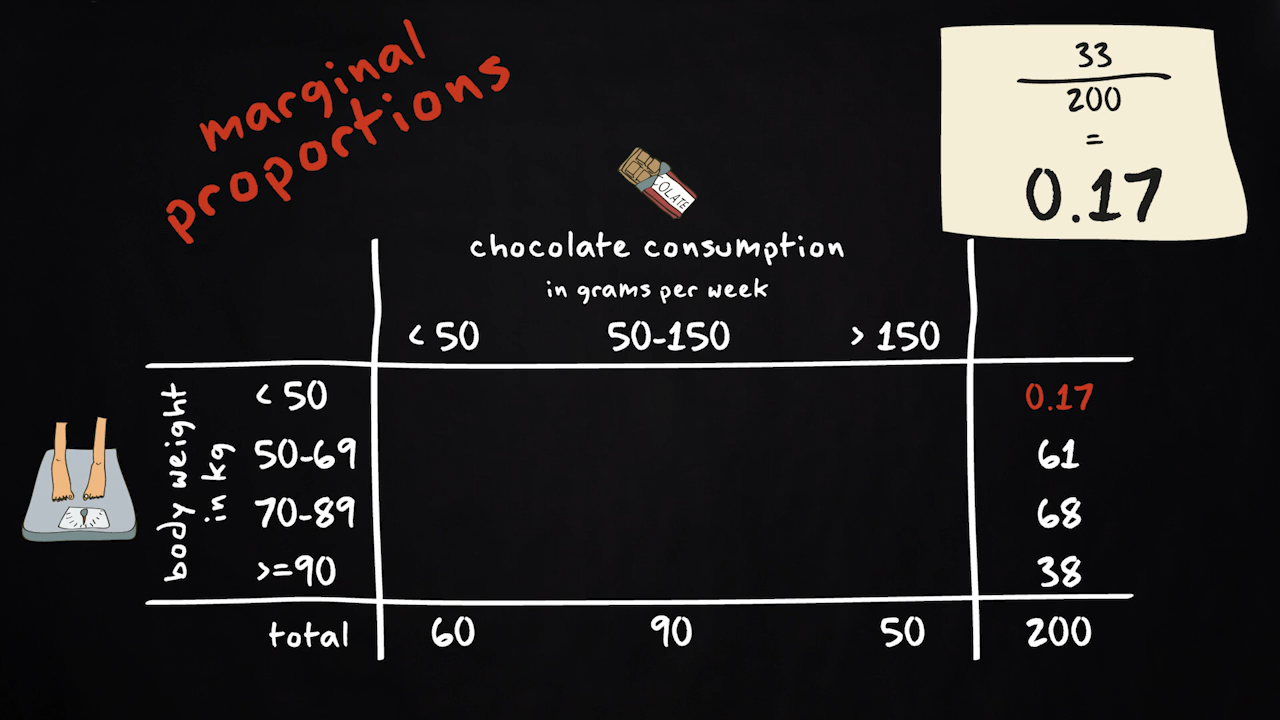 marginal
proportions
33
200
=
0.17
OLATE
chocolate consumption
in grams per week
< 50 50-150 > 150
body weight
in kg
< 50 0.17
50-69 61
70-89 68
>=90 38
total 60 90 50 200